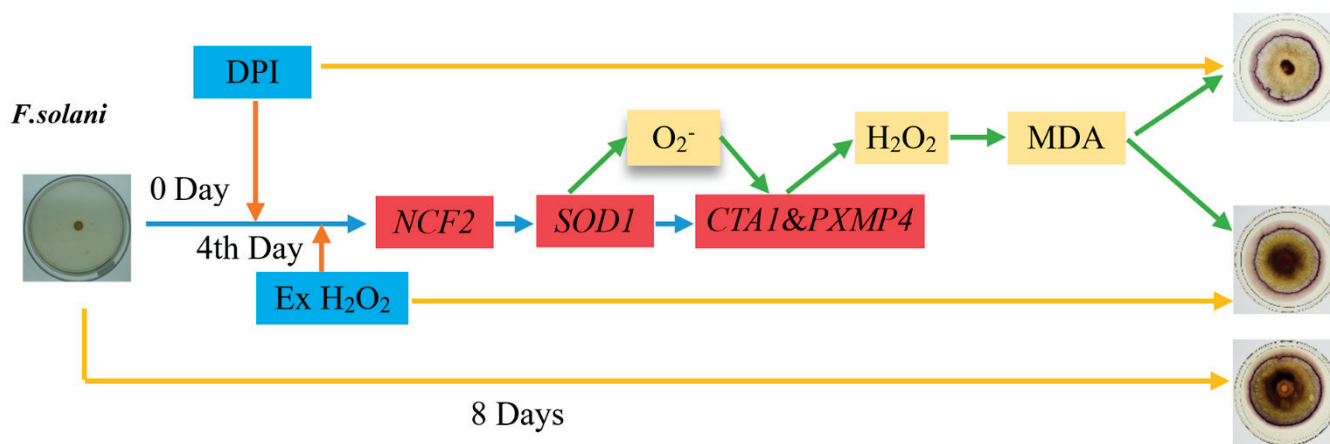 DPI
F.solani
0 Day
4th Day
O₂⁻
H₂O₂
MDA
NCF2
SOD1
CTA1&PXMP4
Ex H₂O₂
8 Days